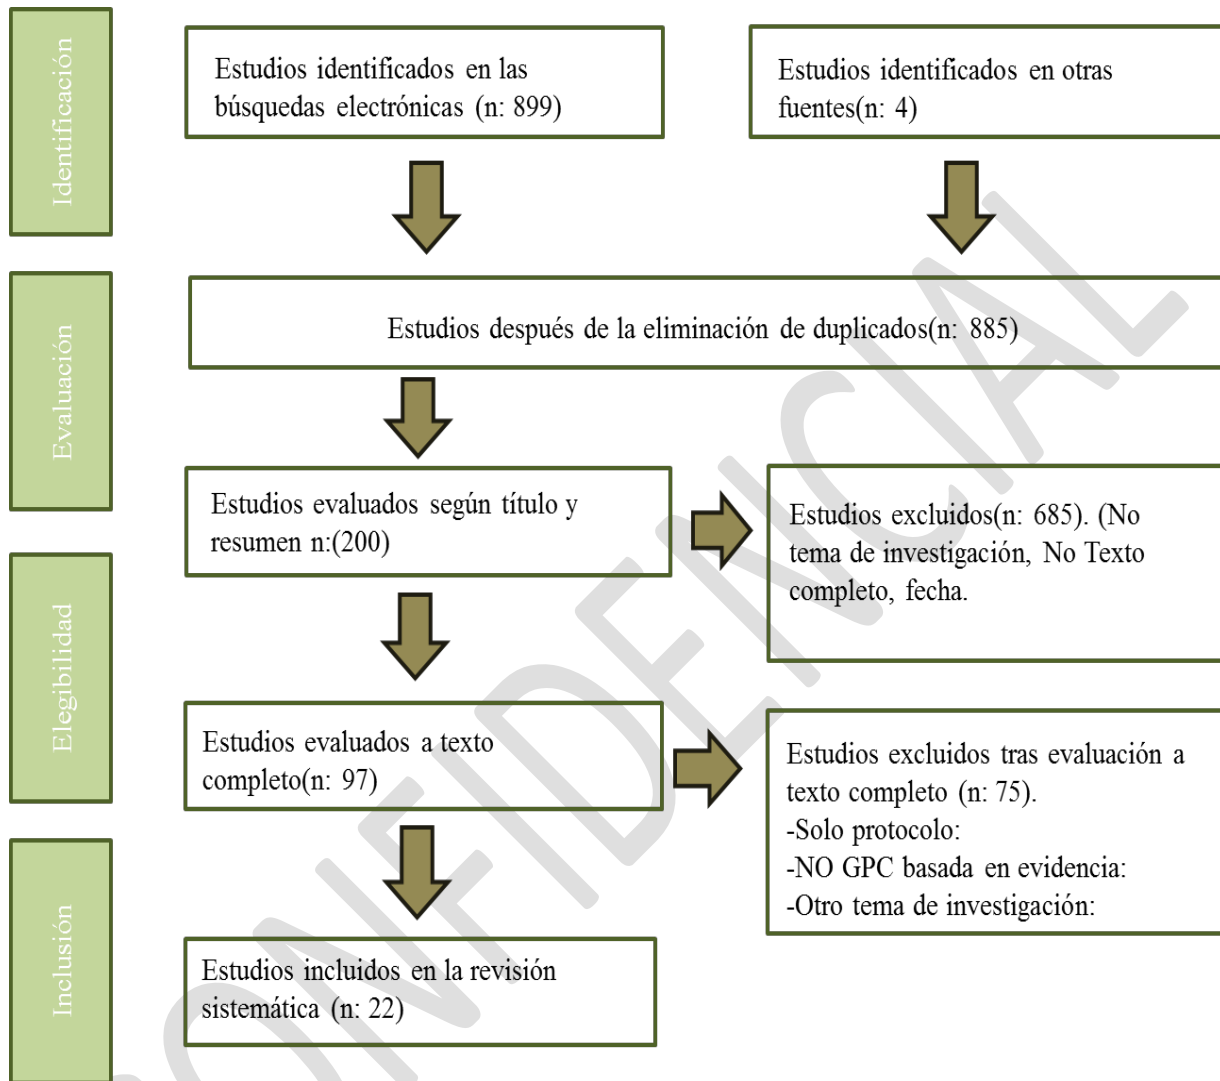 Identificación
Estudios identificados en las
búsquedas electrónicas (n: 899)
Estudios identificados en otras
fuentes(n: 4)
Evaluación
Estudios después de la eliminación de duplicados(n: 885)
Estudios evaluados según título y
resumen n:(200)
Estudios excluidos(n: 685). (No
tema de investigación, No Texto
completo, fecha.
Elegibilidad
Estudios evaluados a texto
completo(n: 97)
Estudios excluidos tras evaluación a
texto completo (n: 75).
-Solo protocolo:
-NO GPC basada en evidencia:
-Otro tema de investigación:
Inclusión
Estudios incluidos en la revisión
sistemática (n: 22)
ONFIDENCIAL